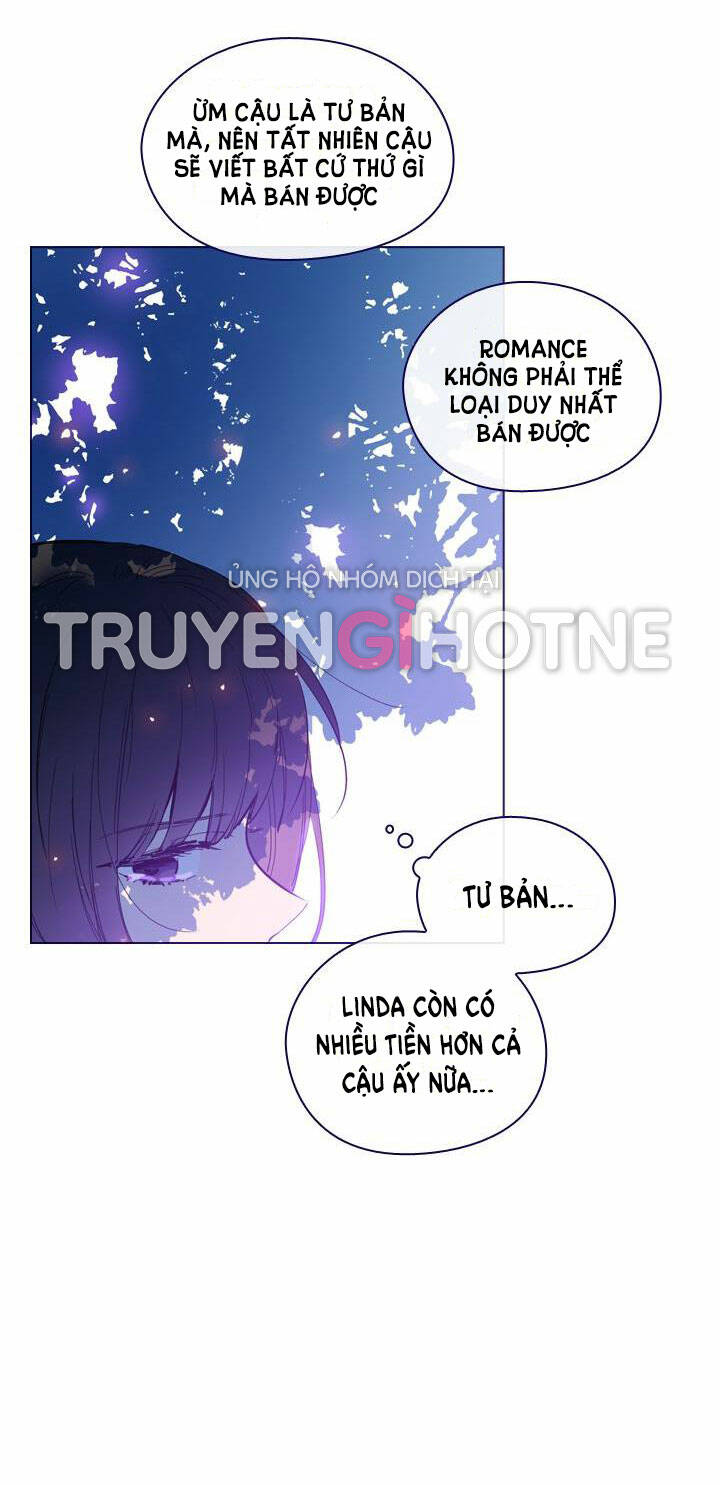 ỪM CẬU LÀ TƯ BẢN
MÀ, NÊN TẤT NHIÊN CẬU
SẼ VIẾT BẤT CỨ THỨ GÌ
MÀ BÁN ĐƯỢC
ROMANCE
KHÔNG PHẢI THỂ
LOẠI DUY NHẤT
BÁN ĐƯỢC
ỦNG HỘ NHÓM DỊCH TẠI
TRUYENGÌHOTNE
TƯ BẢN...
LINDA CÒN CÓ
NHIỀU TIỀN HƠN CẢ
CẬU ẤY NỮA...